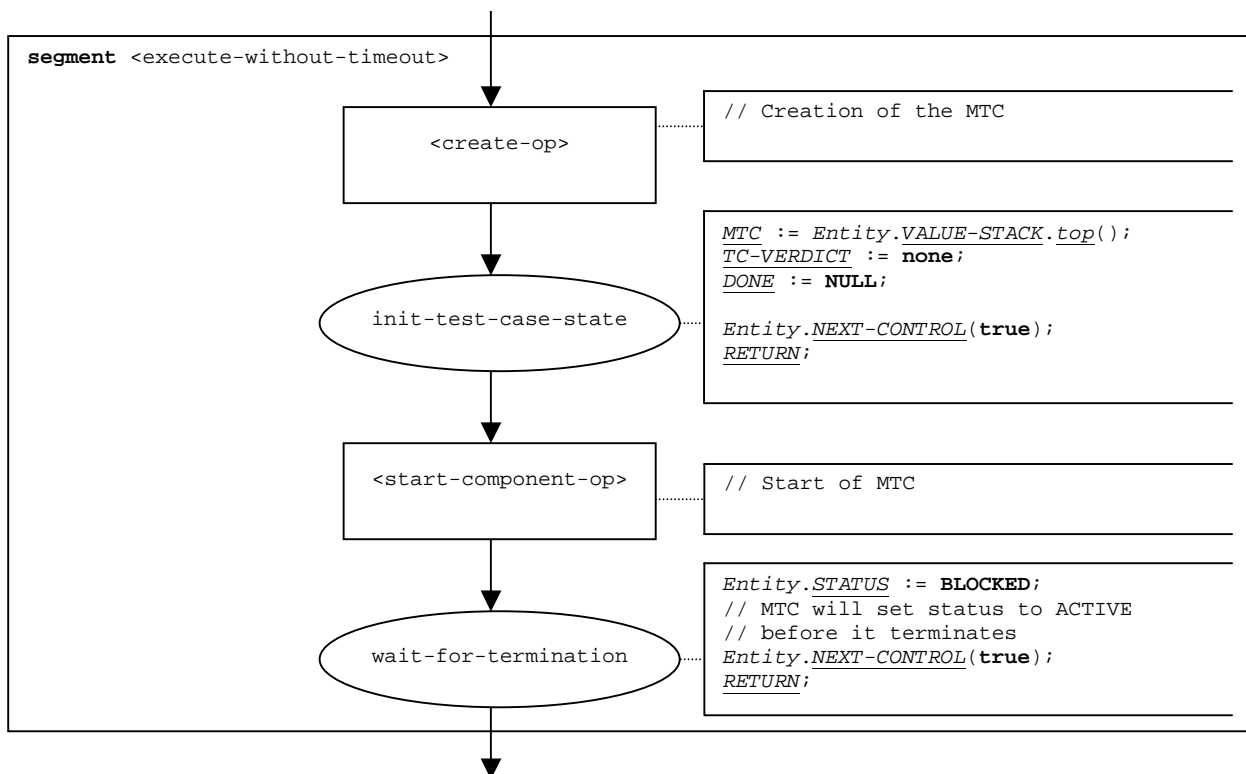 segment <execute-without-timeout>
<create-op>
// Creation of the MTC
init-test-case-state
MTC := Entity.VALUE-STACK.top();
TC-VERDICT := none;
DONE := NULL;
Entity.NEXT-CONTROL(true);
RETURN;
<start-component-op>
// Start of MTC
wait-for-termination
Entity.STATUS := BLOCKED;
// MTC will set status to ACTIVE
// before it terminates
Entity.NEXT-CONTROL(true);
RETURN;